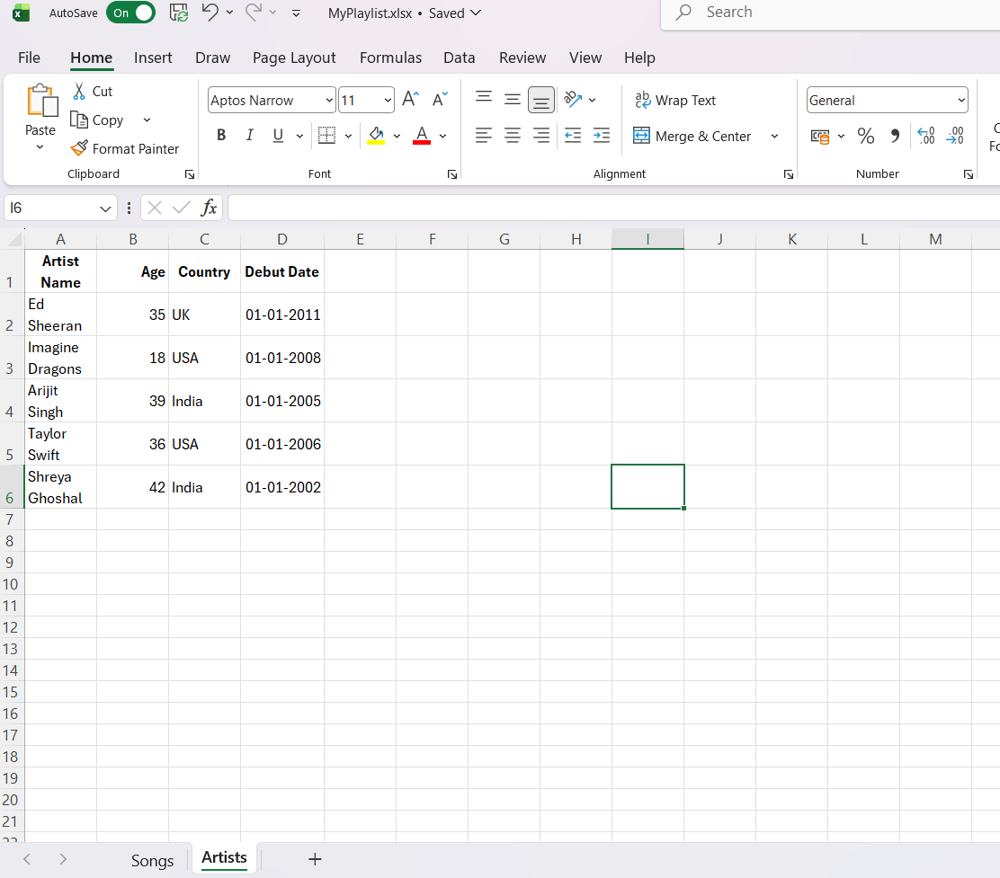 AutoSave On MyPlaylist.xlsx • Saved Search
File Home Insert Draw Page Layout Formulas Data Review View Help
Paste
Cut
Copy
Format Painter
Clipboard
Aptos Narrow 11 A A
B I U A
Font
ab Wrap Text
Merge & Center
Alignment
General
% 9 .00 .00
Number
I6 fx
A B C D E F G H I J K L M
1 Artist Name Age Country Debut Date
2 Ed Sheeran 35 UK 01-01-2011
3 Imagine Dragons 18 USA 01-01-2008
4 Arijit Singh 39 India 01-01-2005
5 Taylor Swift 36 USA 01-01-2006
6 Shreya Ghoshal 42 India 01-01-2002
7
8
9
10
11
12
13
14
15
16
17
18
19
20
21
Songs Artists +